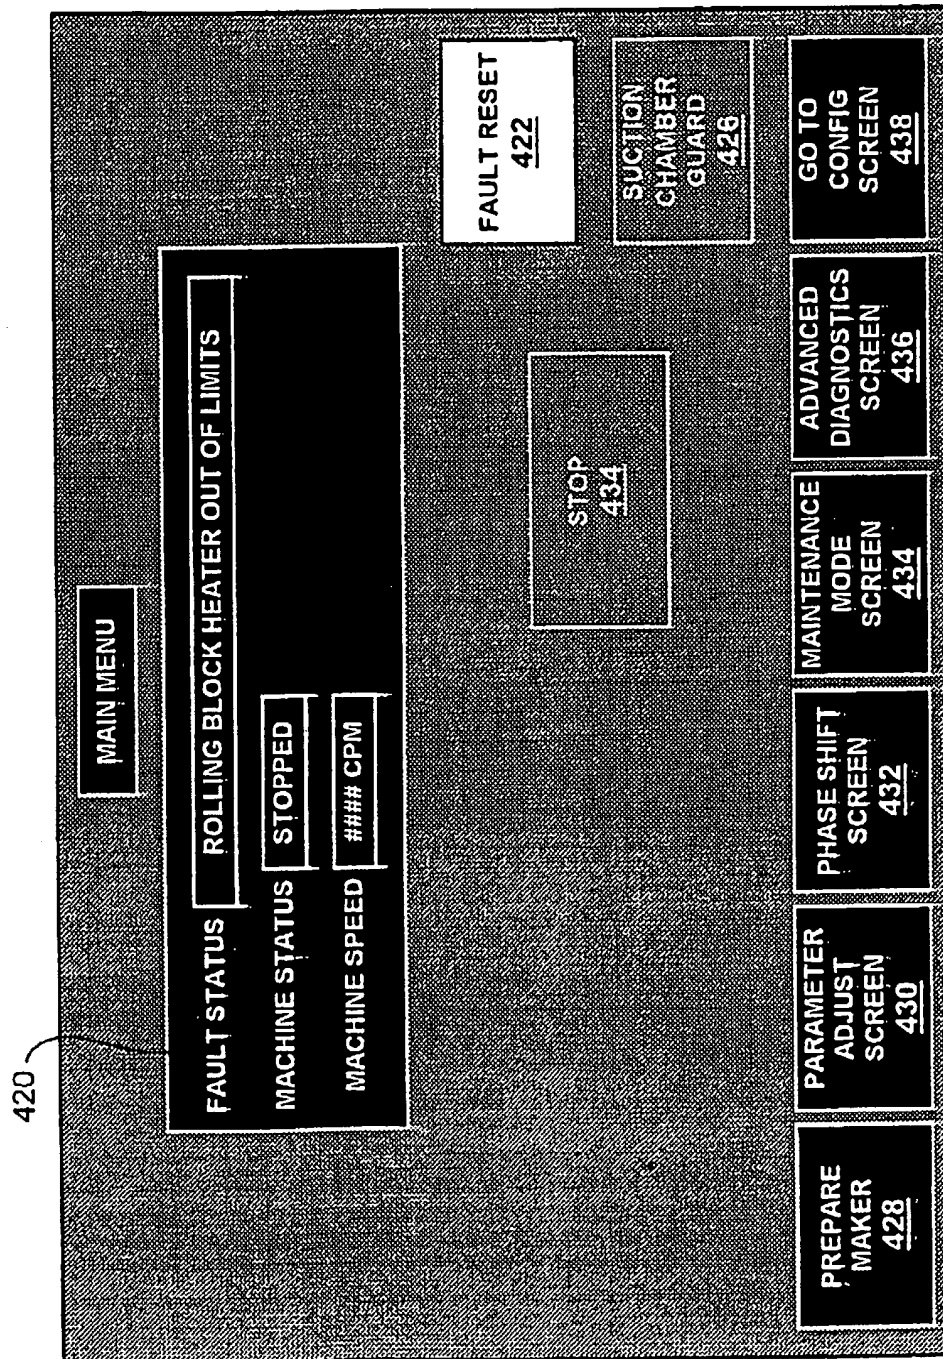 420
MAIN MENU
FAULT STATUS
ROLLING BLOCK HEATER OUT OF LIMITS
MACHINE STATUS
STOPPED
MACHINE SPEED
#### CPM
FAULT RESET
422
STOP
434
SUCTION
CHAMBER
GUARD
426
PREPARE
MAKER
428
PARAMETER
ADJUST
SCREEN
430
PHASE SHIFT
SCREEN
432
MAINTENANCE
MODE
SCREEN
434
ADVANCED
DIAGNOSTICS
SCREEN
436
GO TO
CONFIG
SCREEN
438